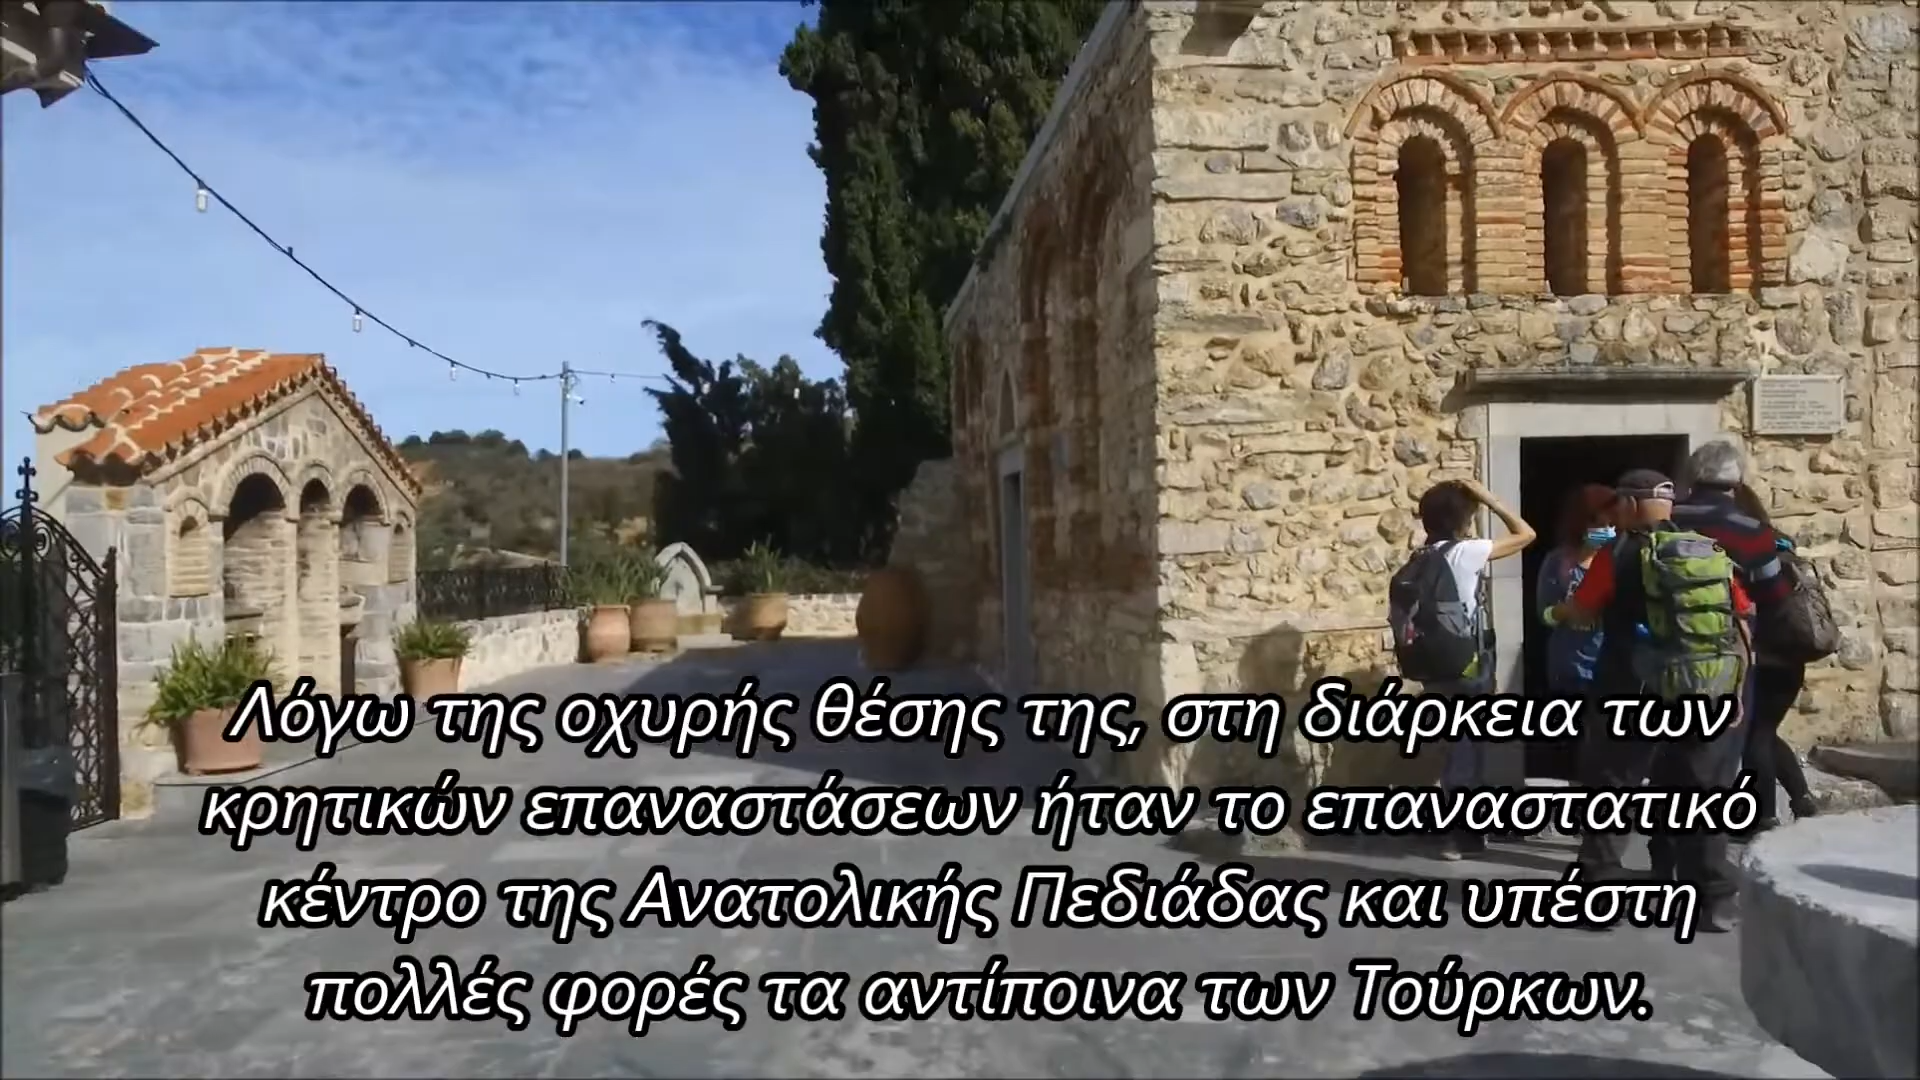 Λόγω της οχυρής θέσης της, στη διάρκεια των
κρητικών επαναστάσεων ήταν το επαναστατικό
κέντρο της Ανατολικής Πεδιάδας και υπέστη
πολλές φορές τα αντίποινα των Τούρκων.